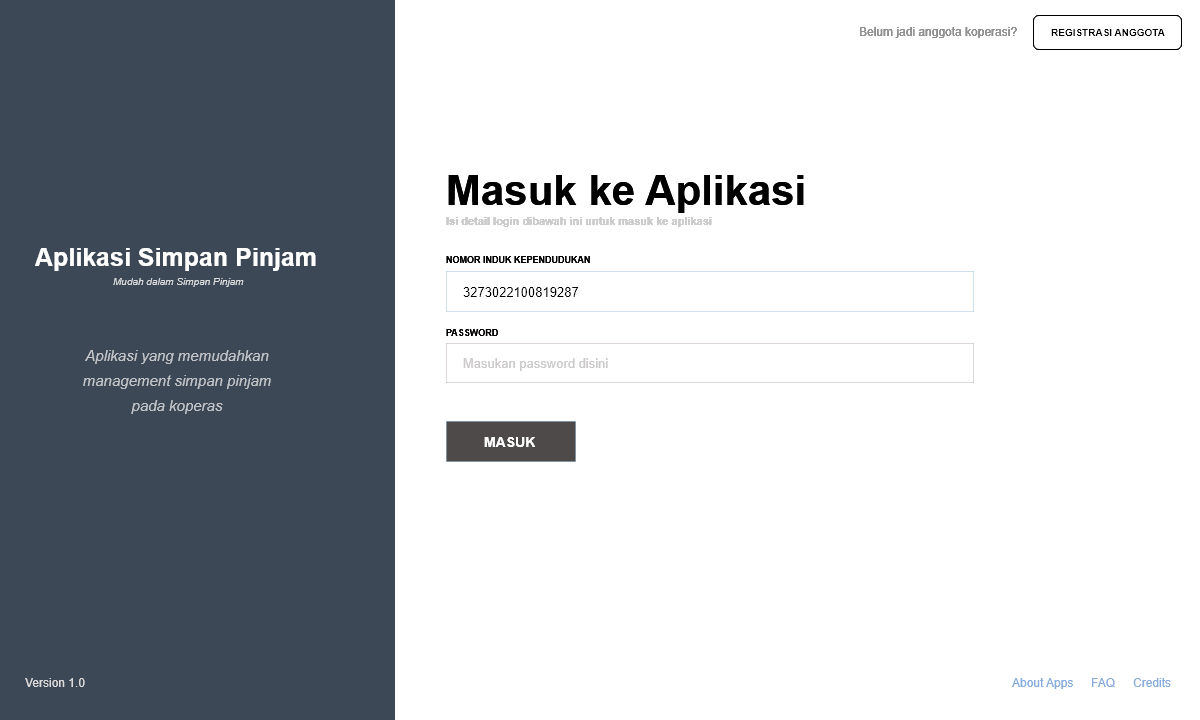 Belum jadi anggota koperasi?
REGISTRASI ANGGOTA
Aplikasi Simpan Pinjam
Mudah dalam Simpan Pinjam
Aplikasi yang memudahkan
management simpan pinjam
pada koperas
Version 1.0
Masuk ke Aplikasi
Isi detail login dibawah ini untuk masuk ke aplikasi
NOMOR INDUK KEPENDUDUKAN
3273022100819287
PASSWORD
Masukan password disini
MASUK
About Apps FAQ Credits